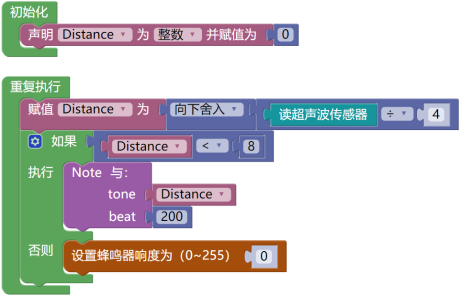 初始化
声明 Distance 为 整数 并赋值为 0
重复执行
赋值 Distance 为 向下舍入 读超声波传感器 ÷ 4
如果 Distance < 8
执行 Note 与:
tone Distance
beat 200
否则 设置蜂鸣器响度为（0~255） 0